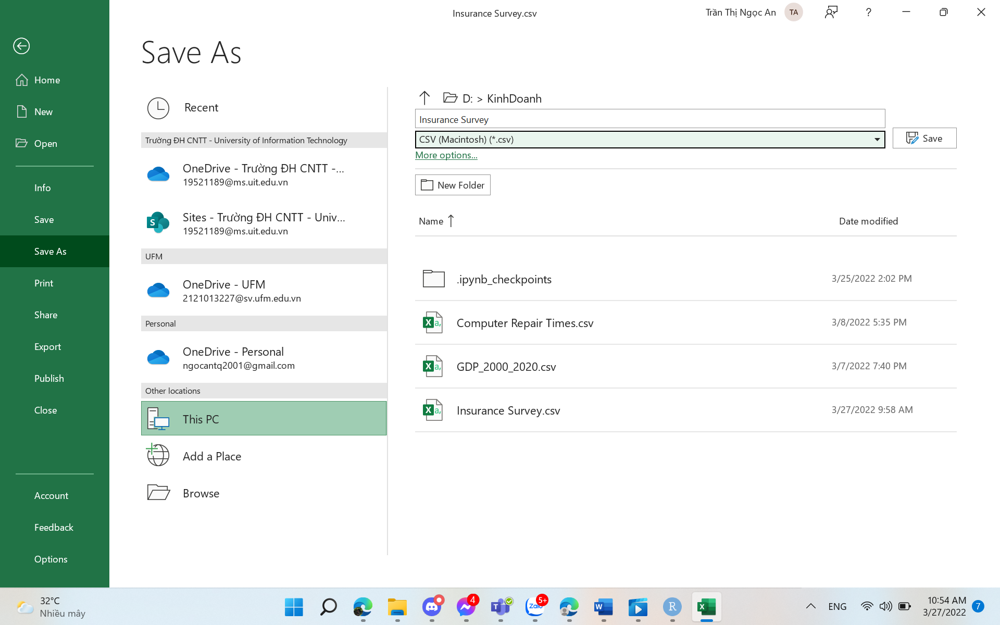 Insurance Survey.csv
Trần Thị Ngọc An
TA
?
Save As
Home
New
Open
Info
Save
Save As
Print
Share
Export
Publish
Close
Account
Feedback
Options
Recent
Trường ĐH CNTT - University of Information Technology
OneDrive - Trường ĐH CNTT -...
19521189@ms.uit.edu.vn
Sites - Trường ĐH CNTT - Univ...
19521189@ms.uit.edu.vn
UFM
OneDrive - UFM
2121013227@sv.ufm.edu.vn
Personal
OneDrive - Personal
ngocantq2001@gmail.com
Other locations
This PC
Add a Place
Browse
D: > KinhDoanh
Insurance Survey
CSV (Macintosh) (*.csv)
Save
More options...
New Folder
Name ↑ Date modified
.ipynb_checkpoints 3/25/2022 2:02 PM
Computer Repair Times.csv 3/8/2022 5:35 PM
GDP_2000_2020.csv 3/7/2022 7:40 PM
Insurance Survey.csv 3/27/2022 9:58 AM
32°C
Nhiều mây
4
T
Zalo
5+
W
R
X
ENG
10:54 AM
3/27/2022
7